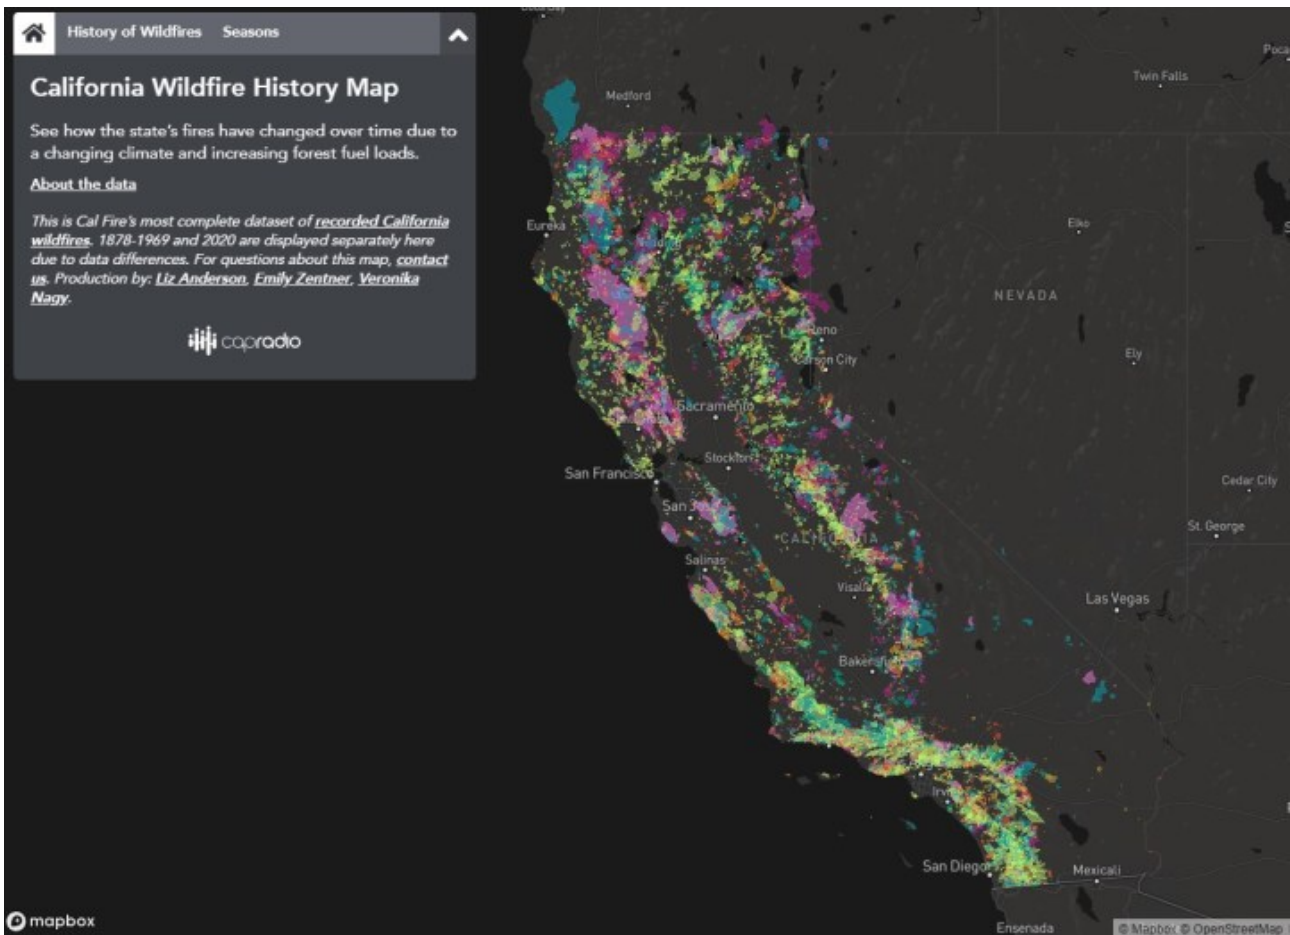 History of Wildfires Seasons
California Wildfire History Map
See how the state's fires have changed over time due to
a changing climate and increasing forest fuel loads.
About the data
This is Cal Fire's most complete dataset of recorded California
wildfires. 1878-1969 and 2020 are displayed separately here
due to data differences. For questions about this map, contact
us. Production by: Liz Anderson, Emily Zentner, Veronika
Nagy.
capradio
Medford
Twin Falls
Eureka
Elko
NEVADA
Reno
Ely
Carson City
Sacramento
Stockton
San Francisco
Cedar City
San Jose
St. George
CALIFORNIA
Salinas
Visalia
Las Vegas
Bakersfield
San Diego
Mexicali
Ensenada
mapbox
© Mapbox © OpenStreetMap